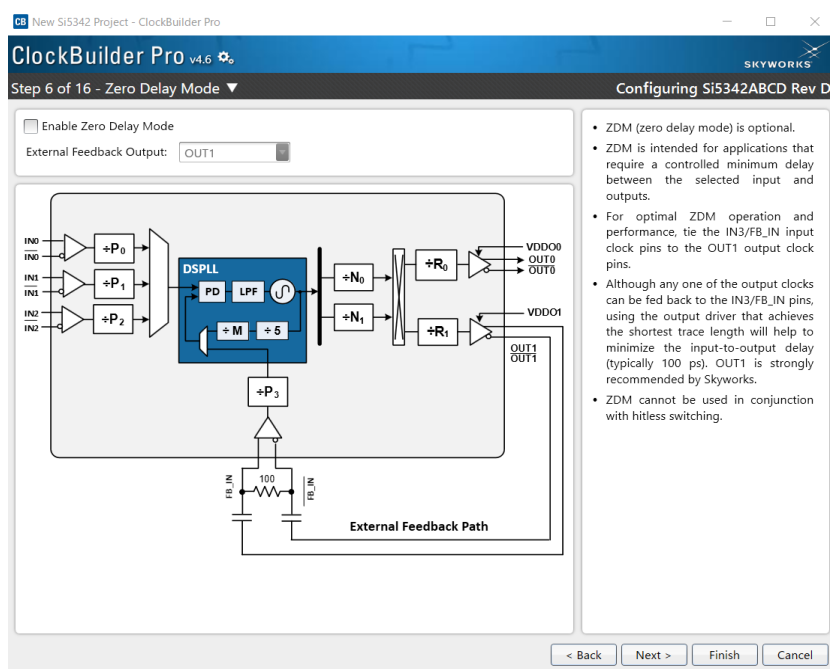 CB New Si5342 Project - ClockBuilder Pro
ClockBuilder Pro v4.6
SKYWORKS
Step 6 of 16 - Zero Delay Mode ▼
Configuring Si5342ABCD Rev D
Enable Zero Delay Mode
External Feedback Output: OUT1
IN0
IN0
÷P0
IN1
IN1
÷P1
IN2
IN2
÷P2
DSPLL
PD
LPF
÷ M
÷ 5
÷N0
÷N1
÷R0
÷R1
VDDO0
OUT0
OUT0
VDDO1
OUT1
OUT1
÷P3
FB_IN
100
FB_IN
External Feedback Path
• ZDM (zero delay mode) is optional.
• ZDM is intended for applications that
require a controlled minimum delay
between the selected input and
outputs.
• For optimal ZDM operation and
performance, tie the IN3/FB_IN input
clock pins to the OUT1 output clock
pins.
• Although any one of the output clocks
can be fed back to the IN3/FB_IN pins,
using the output driver that achieves
the shortest trace length will help to
minimize the input-to-output delay
(typically 100 ps). OUT1 is strongly
recommended by Skyworks.
• ZDM cannot be used in conjunction
with hitless switching.
< Back
Next >
Finish
Cancel